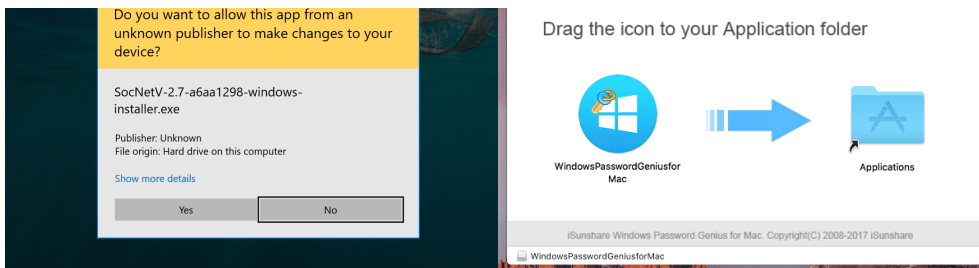 Do you want to allow this app from an
unknown publisher to make changes to your
device?
SocNetV-2.7-a6aa1298-windows-
installer.exe
Publisher: Unknown
File origin: Hard drive on this computer
Show more details
Yes
No
Drag the icon to your Application folder
WindowsPasswordGeniusfor
Mac
Applications
iSunshare Windows Password Genius for Mac. Copyright(C) 2008-2017 iSunshare
WindowsPasswordGeniusforMac